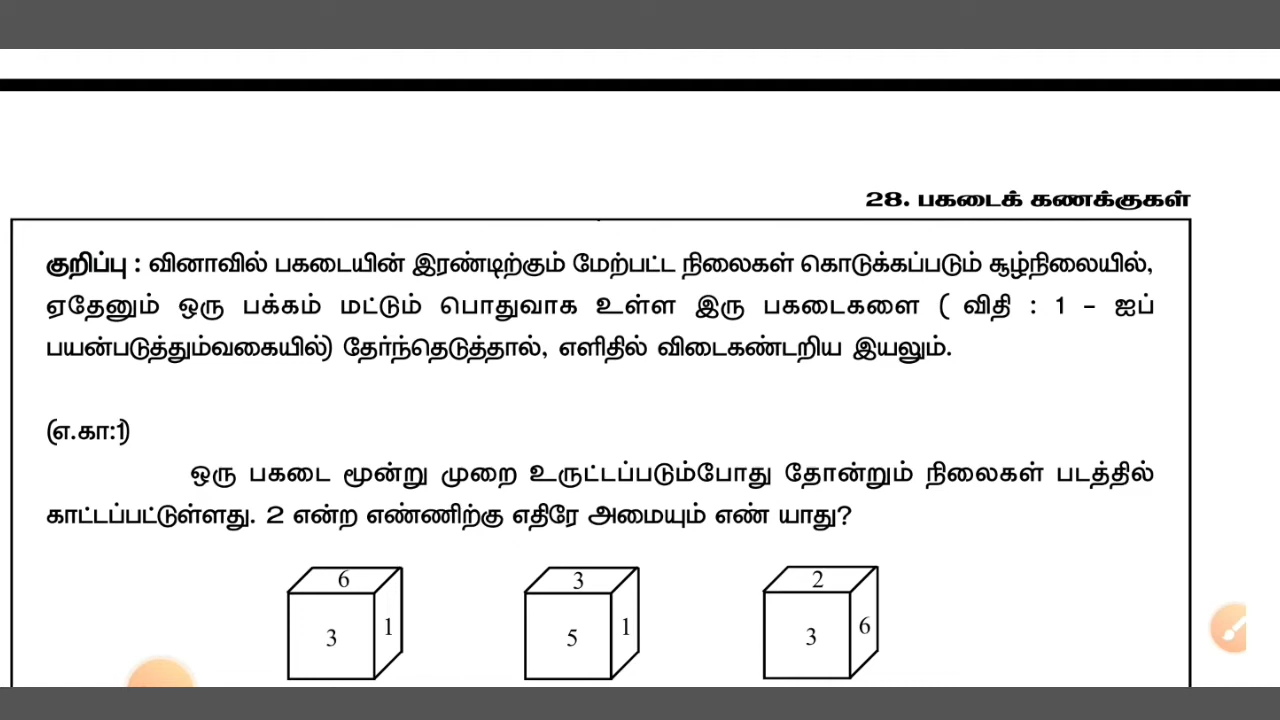 28. பகடைக் கணக்குகள்
குறிப்பு : வினாவில் பகடையின் இரண்டிற்கும் மேற்பட்ட நிலைகள் கொடுக்கப்படும் சூழ்நிலையில்,
ஏதேனும் ஒரு பக்கம் மட்டும் பொதுவாக உள்ள இரு பகடைகளை ( விதி : 1 - ஐப்
பயன்படுத்தும்வகையில்) தேர்ந்தெடுத்தால், எளிதில் விடைகண்டறிய இயலும்.
(எ.கா:1)
ஒரு பகடை மூன்று முறை உருட்டப்படும்போது தோன்றும் நிலைகள் படத்தில்
காட்டப்பட்டுள்ளது. 2 என்ற எண்ணிற்கு எதிரே அமையும் எண் யாது?
6 3 2
3 1 5 1 3 6